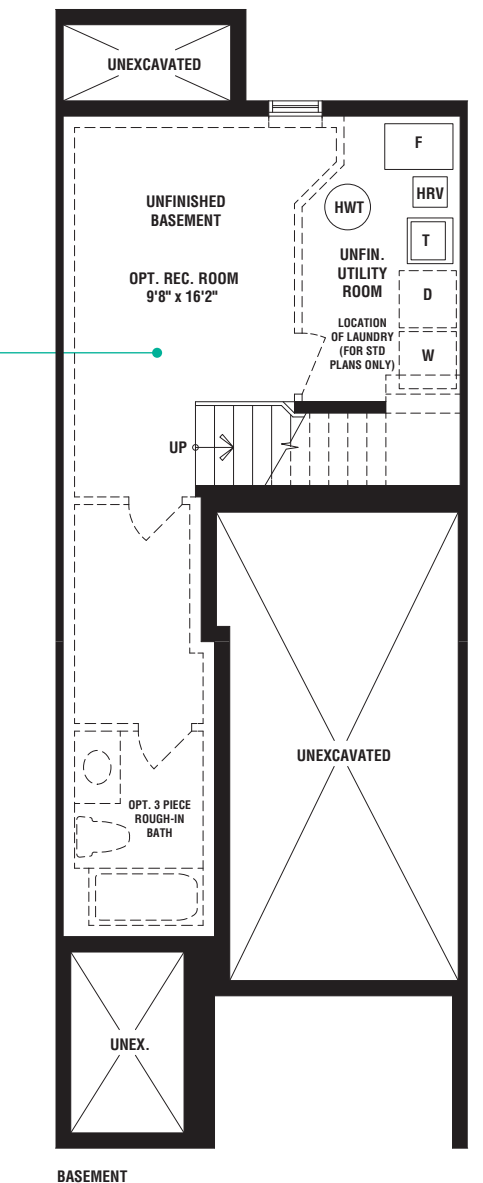 UNEXCAVATED
F
HRV
HWT
T
UNFINISHED
BASEMENT
OPT. REC. ROOM
9'8" x 16'2"
UNFIN.
UTILITY
ROOM
D
LOCATION
OF LAUNDRY
(FOR STD
PLANS ONLY)
W
UP
UNEXCAVATED
OPT. 3 PIECE
ROUGH-IN
BATH
UNEX.
BASEMENT